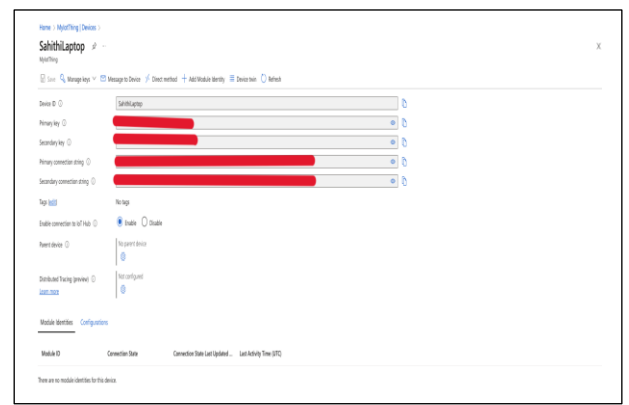 Home > MyIotThing | Devices >
SahithiLaptop
MyIotThing
Save Manage keys Message to Device Direct method Add Module Identity Device twin Refresh
Device ID SahithiLaptop
Primary key
Secondary key
Primary connection string
Secondary connection string
Tags (edit) No tags
Enable connection to IoT Hub Enable Disable
Parent device No parent device
Distributed Tracing (preview) Not configured
Learn more
Module Identities Configurations
Module ID Connection State Connection State Last Updated ... Last Activity Time (UTC)
There are no module identities for this device